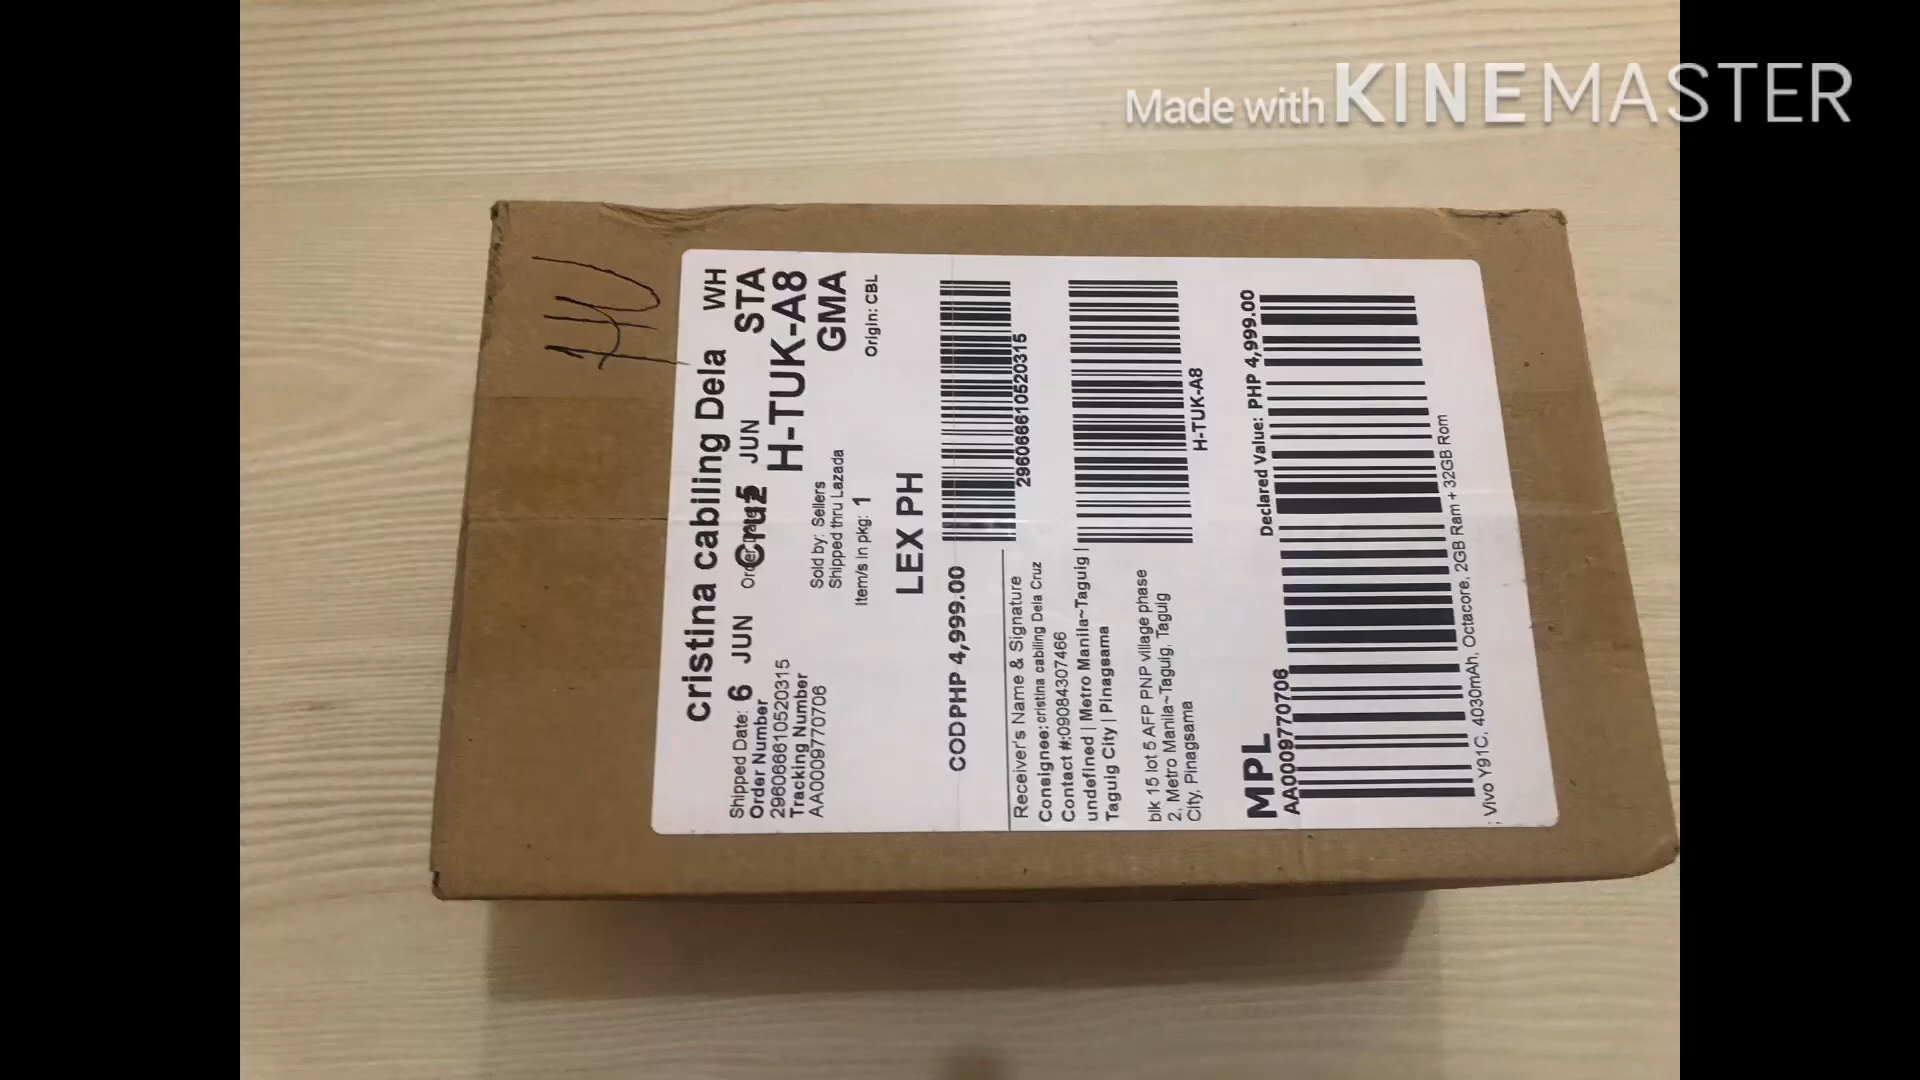 Made with KINEMASTER
cristina cabiling Dela
Cruz
WH
STA
H-TUK-A8
GMA
Origin: CBL
Shipped Date: 6 JUN
JUN
Order Number
296066610520315
Tracking Number
AA0009770706
Sold by: Sellers
Shipped thru Lazada
Item/s in pkg: 1
LEX PH
CODPHP 4,999.00
296066610520315
Receiver's Name & Signature
Consignee: cristina cabiling Dela Cruz
Contact #:09084307466
undefined | Metro Manila~Taguig |
Taguig City | Pinagsama
H-TUK-A8
blk 15 lot 5 AFP PNP village phase
2, Metro Manila~Taguig, Taguig
City, Pinagsama
Declared Value: PHP 4,999.00
MPL
AA0009770706
; Vivo Y91C, 4030mAh, Octacore, 2GB Ram + 32GB Rom